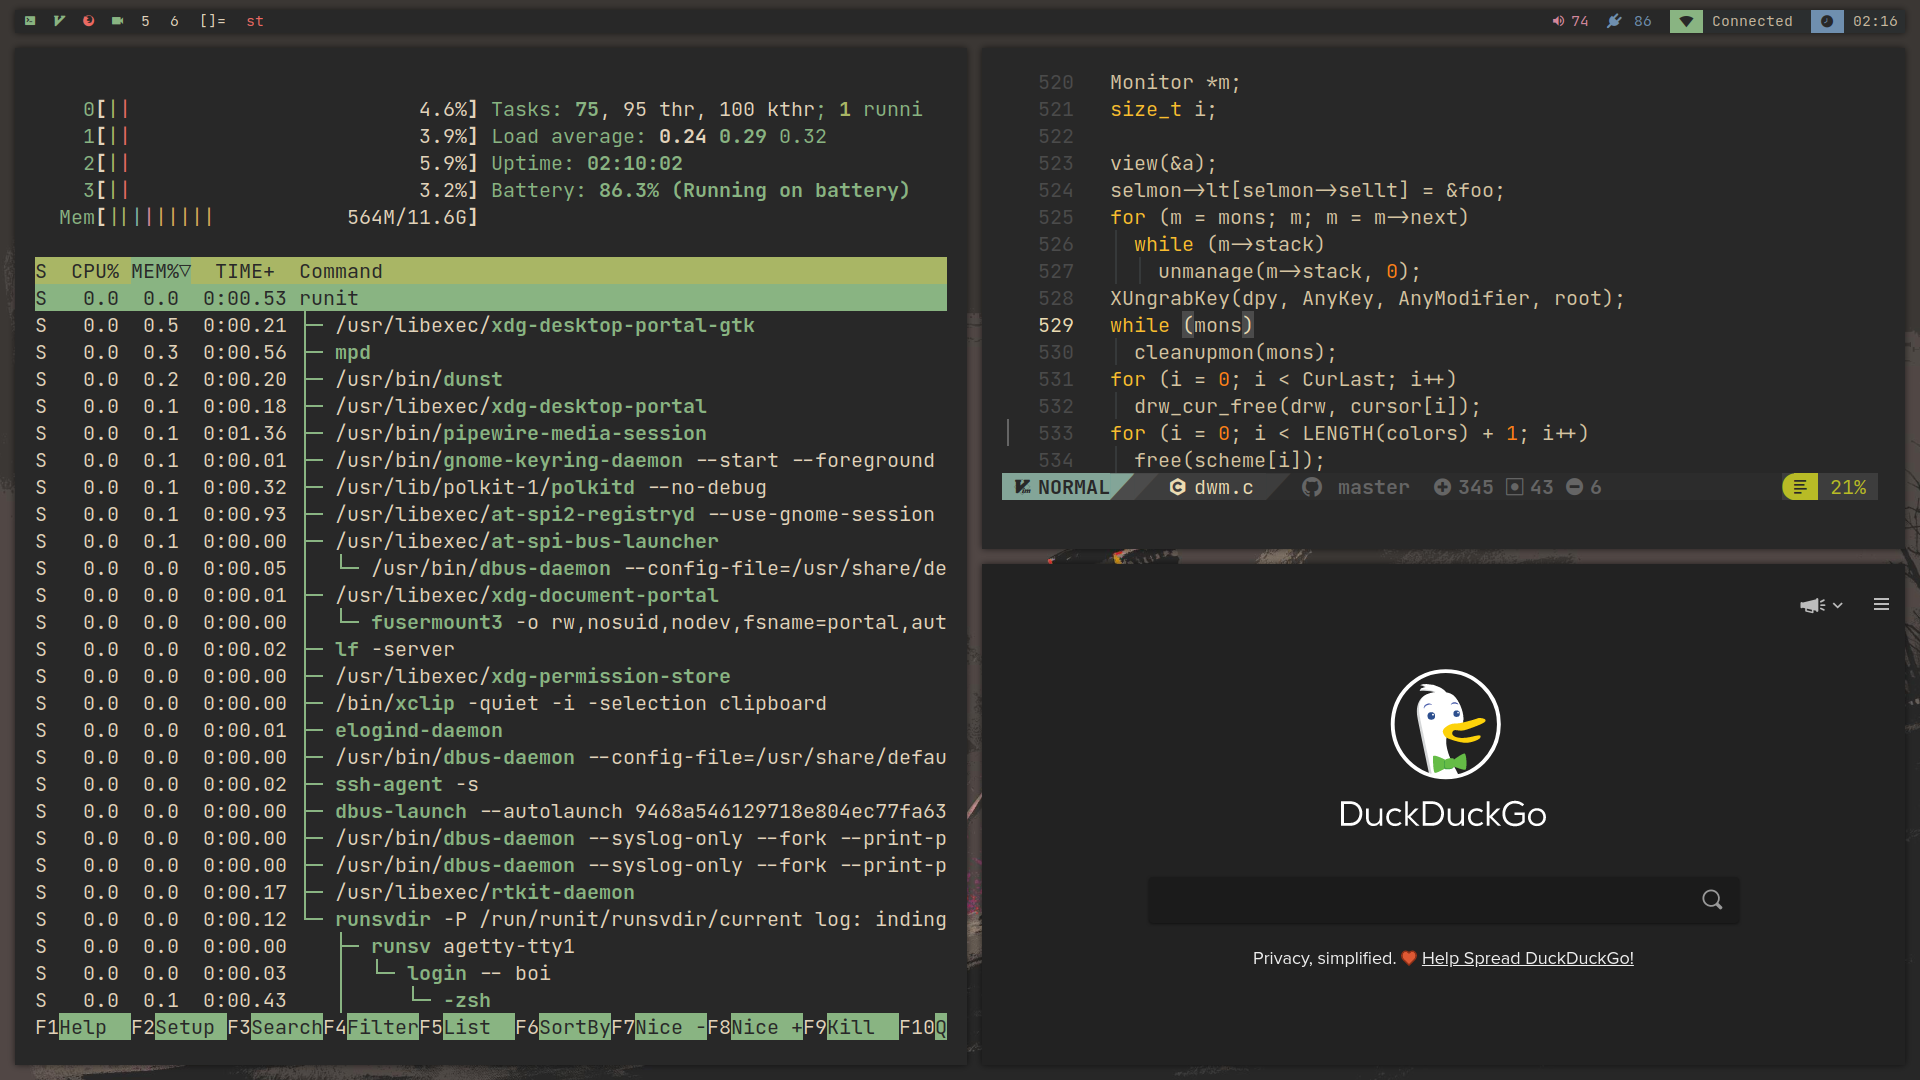 5 6 []= st 74 86 Connected 02:16
0[|| 4.6%] Tasks: 75, 95 thr, 100 kthr; 1 runni
1[|| 3.9%] Load average: 0.24 0.29 0.32
2[|| 5.9%] Uptime: 02:10:02
3[|| 3.2%] Battery: 86.3% (Running on battery)
Mem[||||||||| 564M/11.6G]
S CPU% MEM%▽ TIME+ Command
S 0.0 0.0 0:00.53 runit
S 0.0 0.5 0:00.21 ├─ /usr/libexec/xdg-desktop-portal-gtk
S 0.0 0.3 0:00.56 ├─ mpd
S 0.0 0.2 0:00.20 ├─ /usr/bin/dunst
S 0.0 0.1 0:00.18 ├─ /usr/libexec/xdg-desktop-portal
S 0.0 0.1 0:01.36 ├─ /usr/bin/pipewire-media-session
S 0.0 0.1 0:00.01 ├─ /usr/bin/gnome-keyring-daemon --start --foreground
S 0.0 0.1 0:00.32 ├─ /usr/lib/polkit-1/polkitd --no-debug
S 0.0 0.1 0:00.93 ├─ /usr/libexec/at-spi2-registryd --use-gnome-session
S 0.0 0.1 0:00.00 ├─ /usr/libexec/at-spi-bus-launcher
S 0.0 0.0 0:00.05 │ └─ /usr/bin/dbus-daemon --config-file=/usr/share/de
S 0.0 0.0 0:00.01 ├─ /usr/libexec/xdg-document-portal
S 0.0 0.0 0:00.00 │ └─ fusermount3 -o rw,nosuid,nodev,fsname=portal,aut
S 0.0 0.0 0:00.02 ├─ lf -server
S 0.0 0.0 0:00.00 ├─ /usr/libexec/xdg-permission-store
S 0.0 0.0 0:00.00 ├─ /bin/xclip -quiet -i -selection clipboard
S 0.0 0.0 0:00.01 ├─ elogind-daemon
S 0.0 0.0 0:00.00 ├─ /usr/bin/dbus-daemon --config-file=/usr/share/defau
S 0.0 0.0 0:00.02 ├─ ssh-agent -s
S 0.0 0.0 0:00.00 ├─ dbus-launch --autolaunch 9468a546129718e804ec77fa63
S 0.0 0.0 0:00.00 ├─ /usr/bin/dbus-daemon --syslog-only --fork --print-p
S 0.0 0.0 0:00.00 ├─ /usr/bin/dbus-daemon --syslog-only --fork --print-p
S 0.0 0.0 0:00.17 ├─ /usr/libexec/rtkit-daemon
S 0.0 0.0 0:00.12 └─ runsvdir -P /run/runit/runsvdir/current log: inding
S 0.0 0.0 0:00.00 ├─ runsv agetty-tty1
S 0.0 0.0 0:00.03 │ └─ login -- boi
S 0.0 0.1 0:00.43 │ └─ -zsh
F1Help F2Setup F3SearchF4FilterF5List F6SortByF7Nice -F8Nice +F9Kill F10Q
520 Monitor *m;
521 size_t i;
522
523 view(&a);
524 selmon->lt[selmon->sellt] = &foo;
525 for (m = mons; m; m = m->next)
526 while (m->stack)
527 unmanage(m->stack, 0);
528 XUngrabKey(dpy, AnyKey, AnyModifier, root);
529 while (mons)
530 cleanupmon(mons);
531 for (i = 0; i < CurLast; i++)
532 drw_cur_free(drw, cursor[i]);
533 for (i = 0; i < LENGTH(colors) + 1; i++)
534 free(scheme[i]);
NORMAL dwm.c master 345 43 6 21%
DuckDuckGo
Privacy, simplified. Help Spread DuckDuckGo!